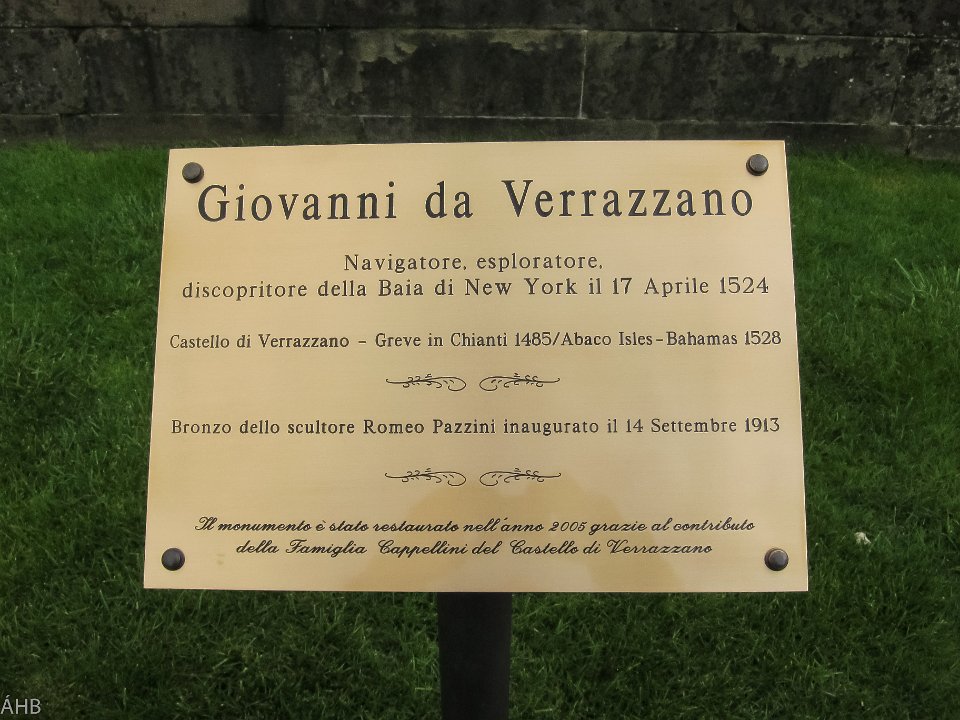 Giovanni da Verrazzano
Navigatore, esploratore,
discopritore della Baia di New York il 17 Aprile 1524
Castello di Verrazzano - Greve in Chianti 1485/Abaco Isles-Bahamas 1528
Bronzo dello scultore Romeo Pazzini inaugurato il 14 Settembre 1913
Il monumento è stato restaurato nell'anno 2005 grazie al contributo
della Famiglia Cappellini del Castello di Verrazzano
ÁHB